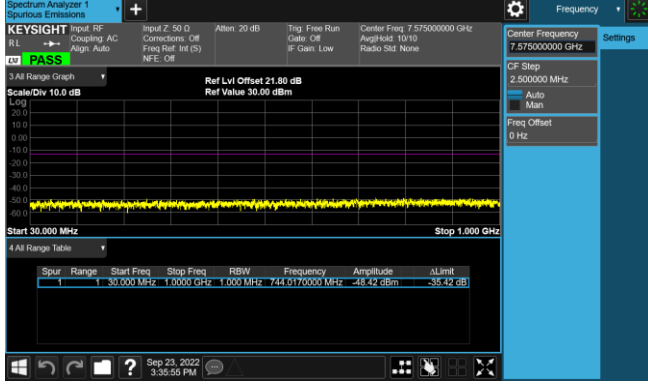 Spectrum Analyzer 1
Spurious Emissions
Frequency
KEYSIGHT Input: RF
RL
Coupling: AC
Align: Auto
LXI PASS
Input Z: 50 Ω
Corrections: Off
Freq Ref: Int (S)
NFE: Off
Atten: 20 dB
Trig: Free Run
Gate: Off
IF Gain: Low
Center Freq: 7.575000000 GHz
Avg|Hold: 10/10
Radio Std: None
Center Frequency
7.575000000 GHz
Settings
CF Step
2.500000 MHz
Auto
Man
Freq Offset
0 Hz
3 All Range Graph
Scale/Div 10.0 dB
Ref Lvl Offset 21.80 dB
Ref Value 30.00 dBm
Log
20.0
10.0
0.00
-10.0
-20.0
-30.0
-40.0
-50.0
-60.0
Start 30.000 MHz
Stop 1.000 GHz
4 All Range Table
Spur Range Start Freq Stop Freq RBW Frequency Amplitude ΔLimit
1 1 30.000 MHz 1.0000 GHz 1.000 MHz 744.0170000 MHz -48.42 dBm -35.42 dB
?
Sep 23, 2022
3:35:55 PM